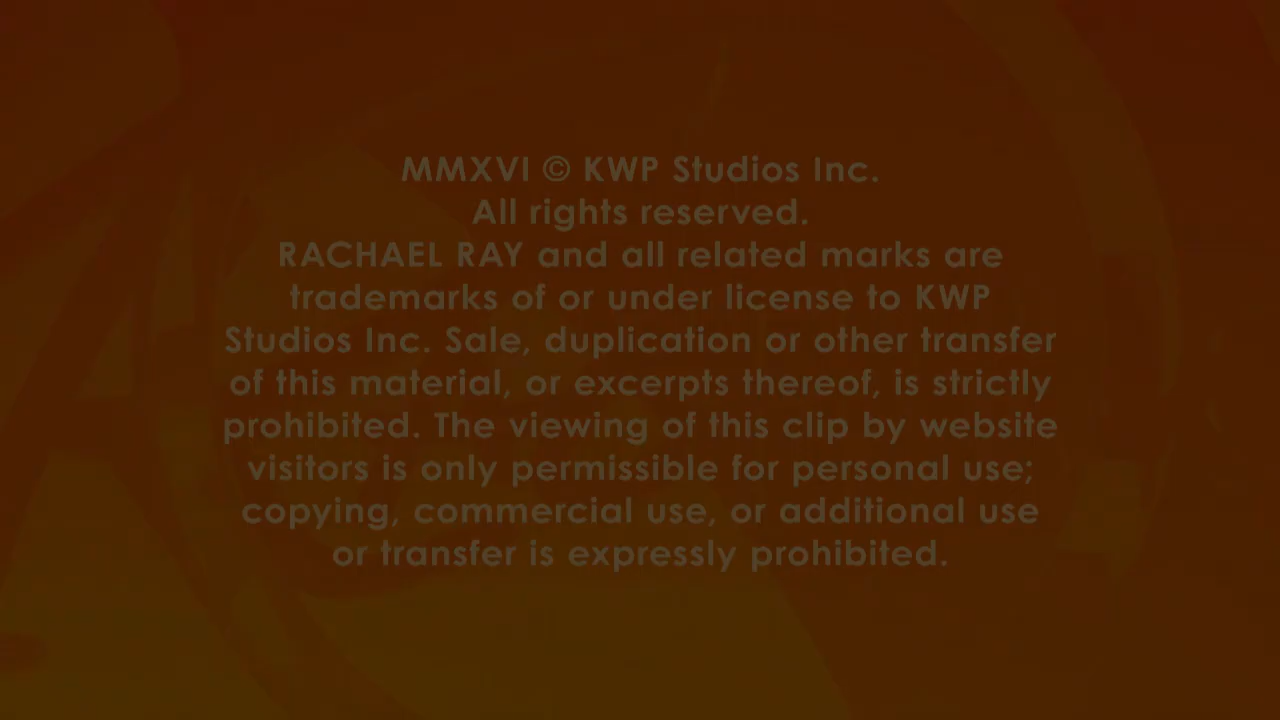 MMXVI © KWP Studios Inc.
All rights reserved.
RACHAEL RAY and all related marks are
trademarks of or under license to KWP
Studios Inc. Sale, duplication or other transfer
of this material, or excerpts thereof, is strictly
prohibited. The viewing of this clip by website
visitors is only permissible for personal use;
copying, commercial use, or additional use
or transfer is expressly prohibited.